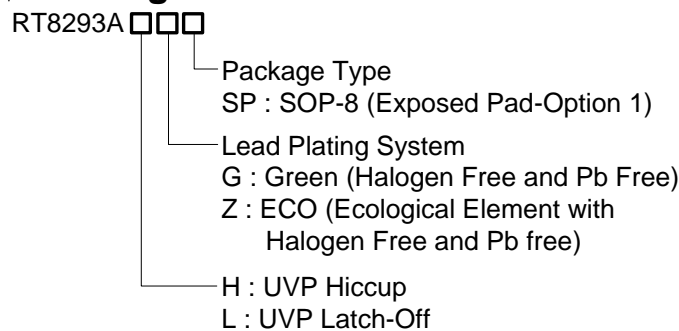 RT8293A
Package Type
SP : SOP-8 (Exposed Pad-Option 1)
Lead Plating System
G : Green (Halogen Free and Pb Free)
Z : ECO (Ecological Element with
Halogen Free and Pb free)
H : UVP Hiccup
L : UVP Latch-Off